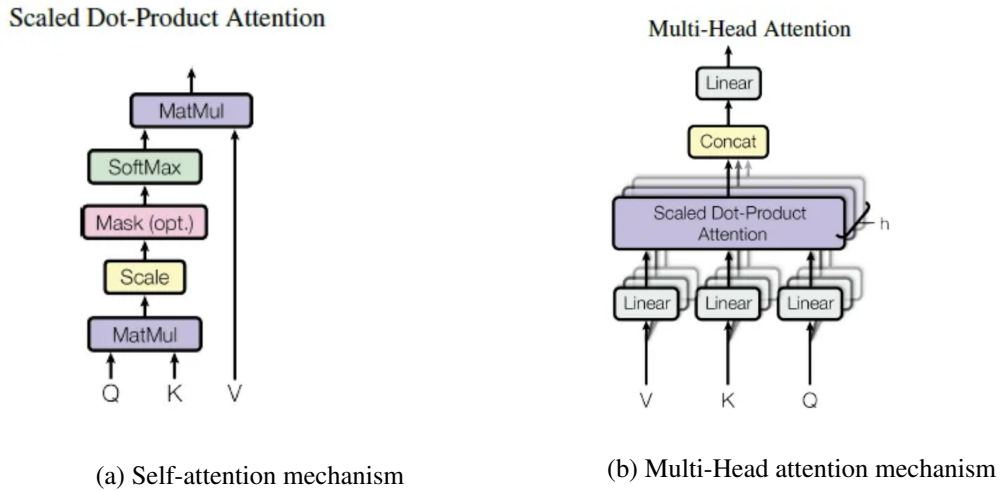 Scaled Dot-Product Attention
MatMul
SoftMax
Mask (opt.)
Scale
MatMul
Q K V
(a) Self-attention mechanism
Multi-Head Attention
Linear
Concat
Scaled Dot-Product
Attention
h
Linear Linear Linear
V K Q
(b) Multi-Head attention mechanism